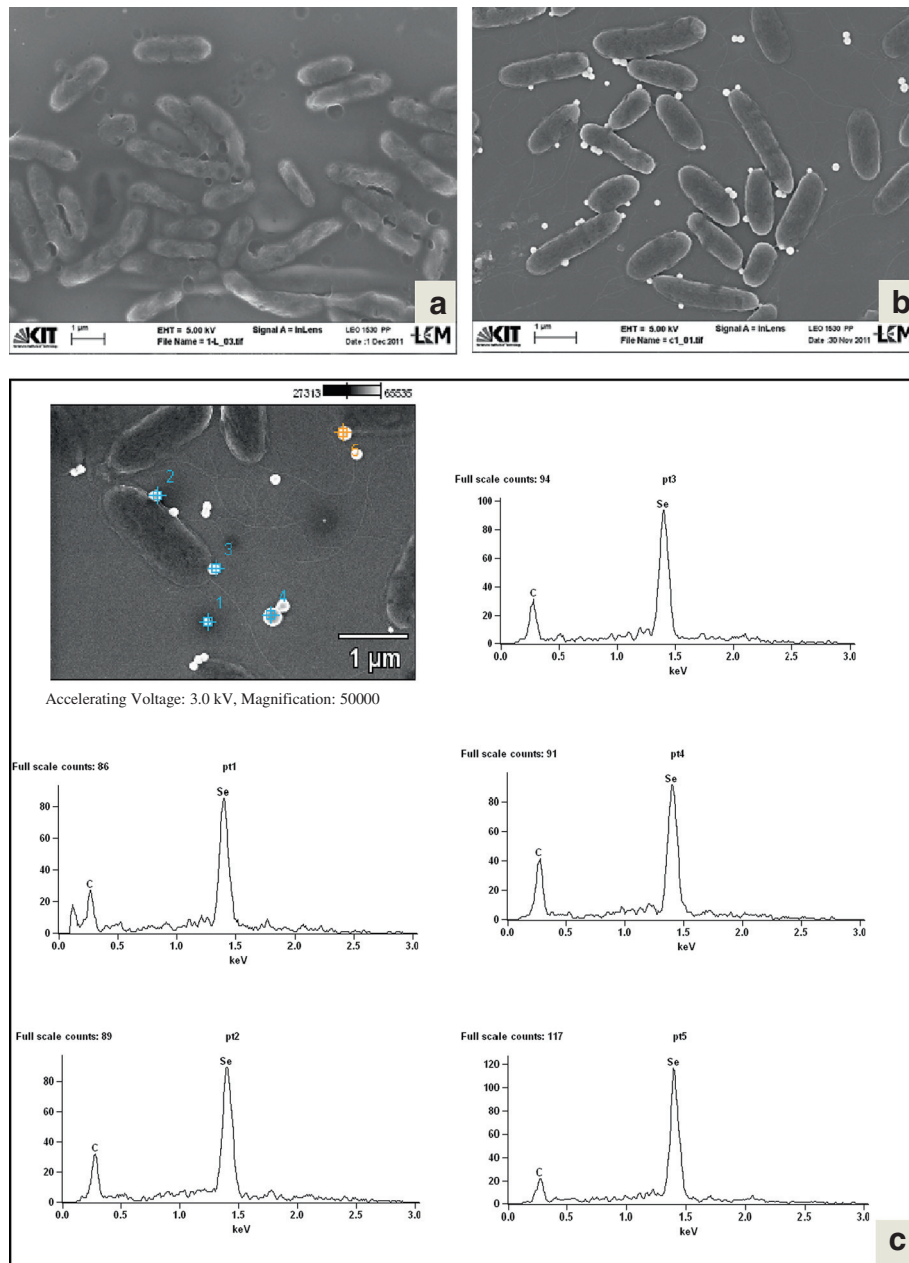 a
KIT
1 µm
EHT = 5.00 kV
Signal A = InLens
LEO 1530 PP
File Name = 1-L_03.tif
Date :1 Dec 2011
LEM
b
KIT
1 µm
EHT = 5.00 kV
Signal A = InLens
LEO 1530 PP
File Name = c1_01.tif
Date :30 Nov 2011
LEM
27313 65535
2
3
1
4
5
1 µm
Accelerating Voltage: 3.0 kV, Magnification: 50000
Full scale counts: 94 pt3
Se
C
100
80
60
40
20
0
0.0 0.5 1.0 1.5 2.0 2.5 3.0
keV
Full scale counts: 86 pt1
Se
C
80
60
40
20
0
0.0 0.5 1.0 1.5 2.0 2.5 3.0
keV
Full scale counts: 91 pt4
Se
C
80
60
40
20
0
0.0 0.5 1.0 1.5 2.0 2.5 3.0
keV
Full scale counts: 89 pt2
Se
C
80
60
40
20
0
0.0 0.5 1.0 1.5 2.0 2.5 3.0
keV
Full scale counts: 117 pt5
Se
C
120
100
80
60
40
20
0
0.0 0.5 1.0 1.5 2.0 2.5 3.0
keV
c